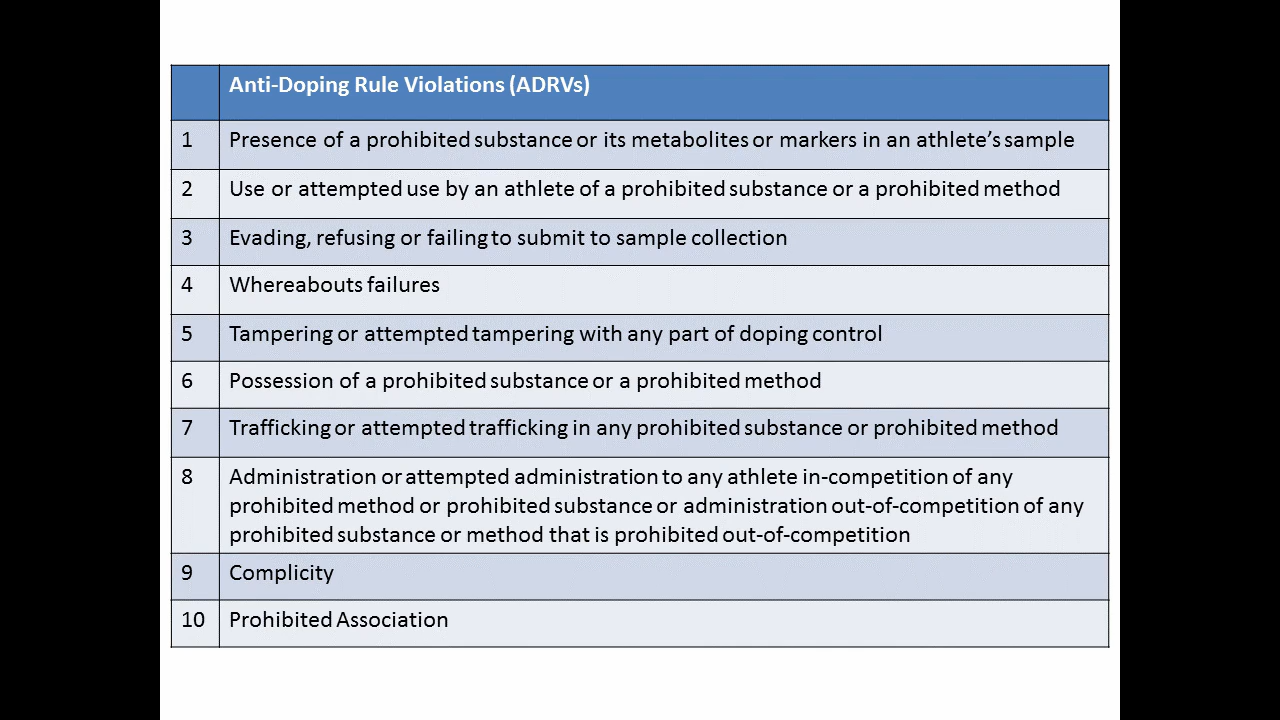 Anti-Doping Rule Violations (ADRVs)
1 Presence of a prohibited substance or its metabolites or markers in an athlete’s sample
2 Use or attempted use by an athlete of a prohibited substance or a prohibited method
3 Evading, refusing or failing to submit to sample collection
4 Whereabouts failures
5 Tampering or attempted tampering with any part of doping control
6 Possession of a prohibited substance or a prohibited method
7 Trafficking or attempted trafficking in any prohibited substance or prohibited method
8 Administration or attempted administration to any athlete in-competition of any
prohibited method or prohibited substance or administration out-of-competition of any
prohibited substance or method that is prohibited out-of-competition
9 Complicity
10 Prohibited Association